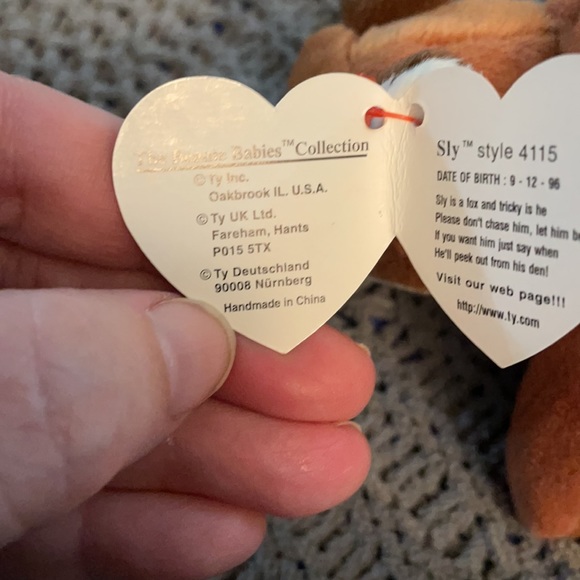 The Beanie Babies™Collection
© Ty Inc.
Oakbrook IL. U.S.A.
© Ty UK Ltd.
Fareham, Hants
P015 5TX
© Ty Deutschland
90008 Nürnberg
Handmade in China
Sly™ style 4115
DATE OF BIRTH : 9 - 12 - 96
Sly is a fox and tricky is he
Please don't chase him, let him
If you want him just say when
He'll peek out from his den!
Visit our web page!!!
http://www.ty.com